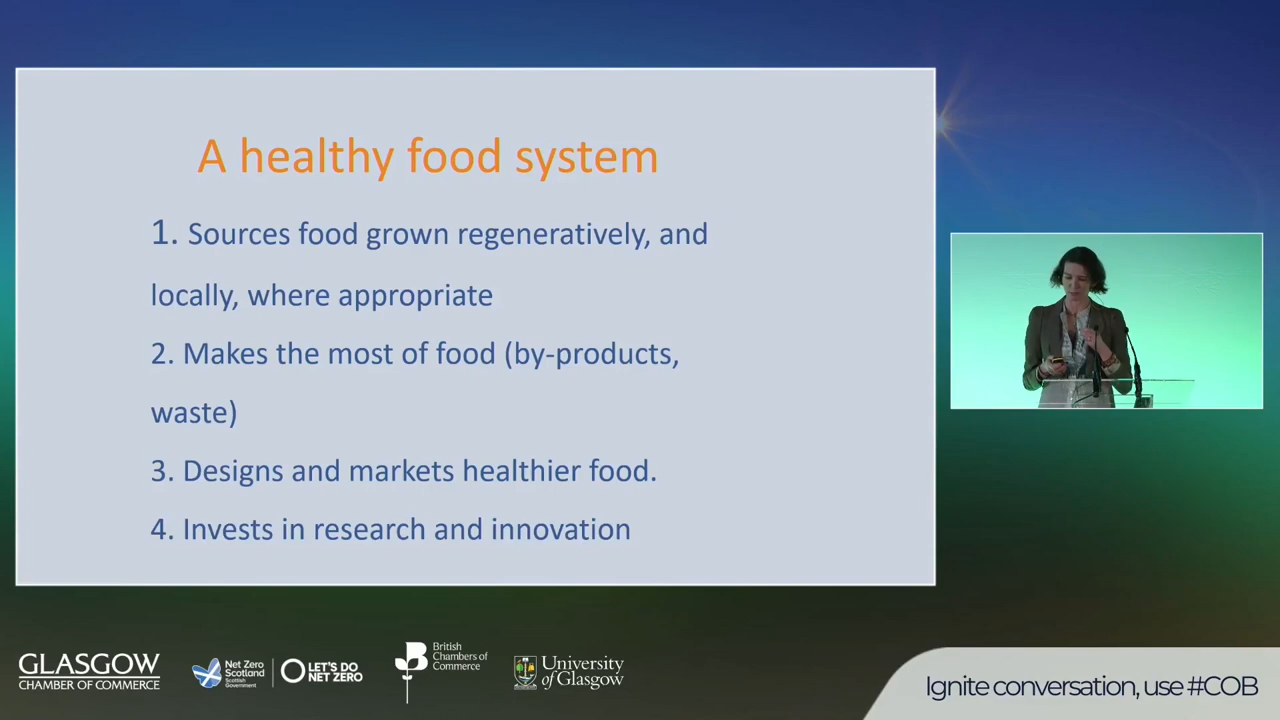 A healthy food system
1. Sources food grown regeneratively, and
locally, where appropriate
2. Makes the most of food (by-products,
waste)
3. Designs and markets healthier food.
4. Invests in research and innovation
GLASGOW
CHAMBER OF COMMERCE
Net Zero
Scotland
Scottish
Government
LET'S DO
NET ZERO
British
Chambers of
Commerce
University
of Glasgow
Ignite conversation, use #COB